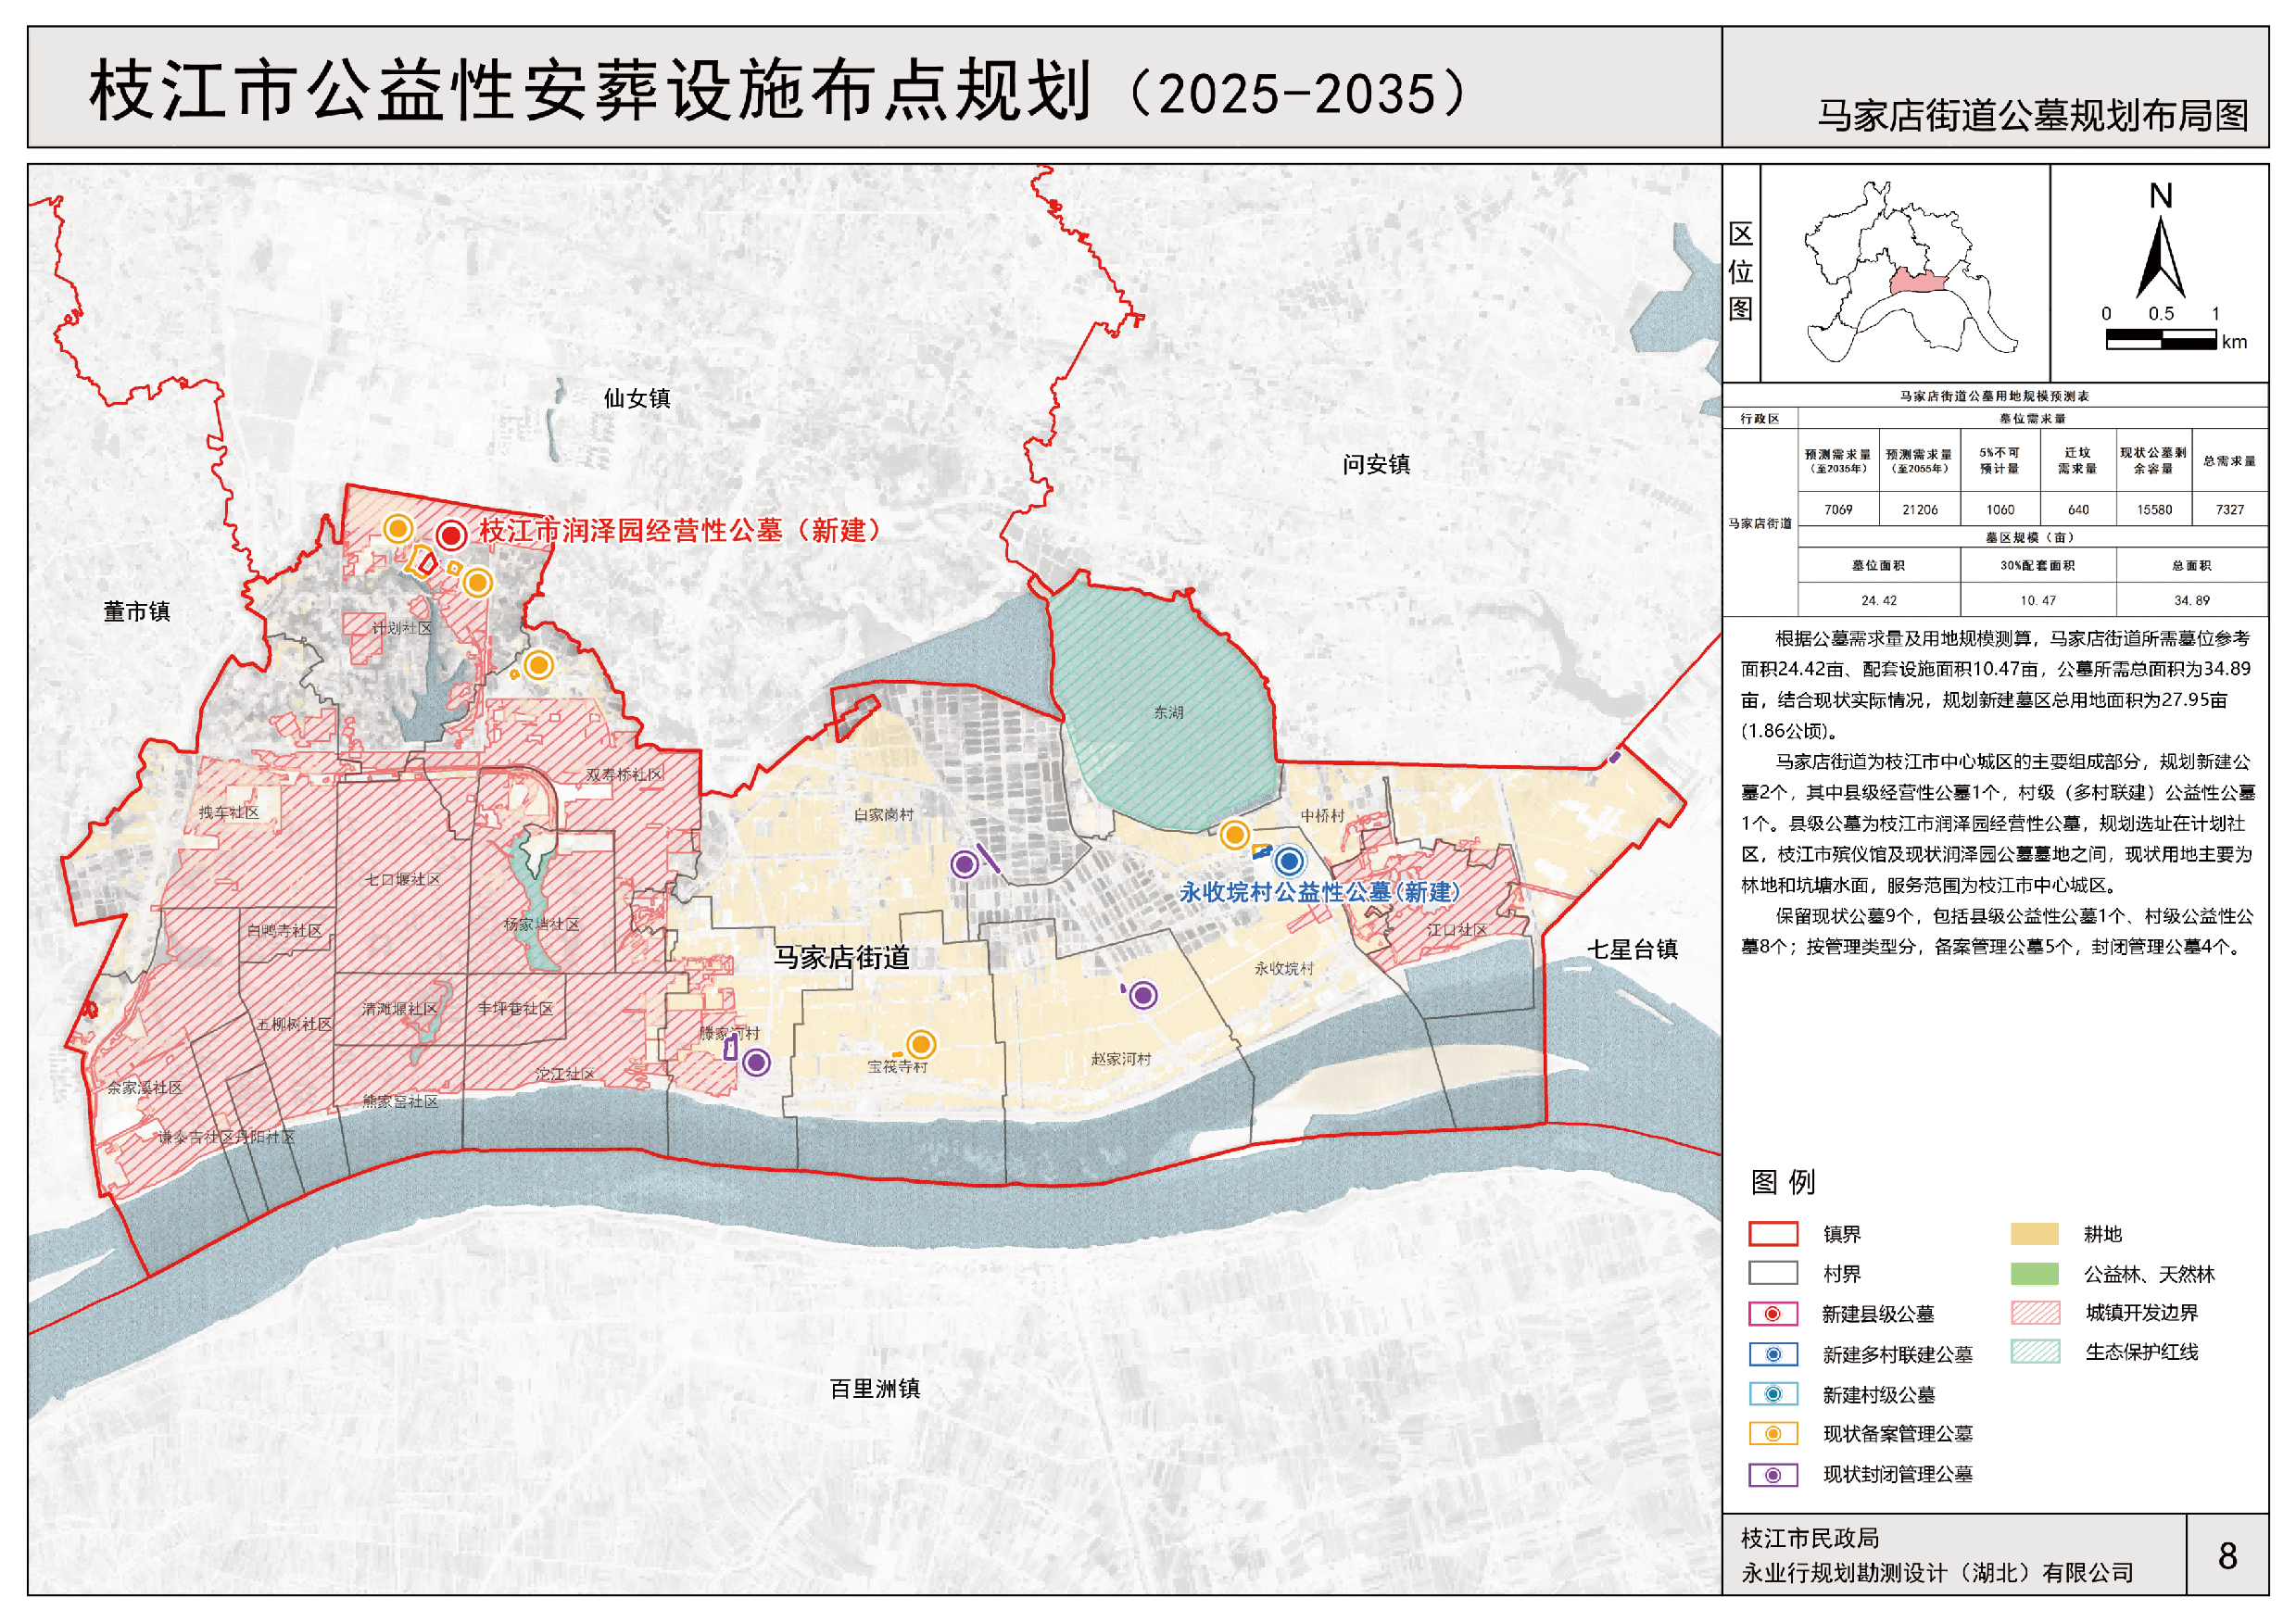 枝江市公益性安葬设施布点规划（2025-2035）
马家店街道公墓规划布局图
仙女镇
问安镇
枝江市润泽园经营性公墓（新建）
董市镇
计划社区
东湖
双寿桥社区
拽车社区
白家岗村
中桥村
七口堰社区
永收垸村公益性公墓(新建)
白鸭寺社区
杨家垱社区
江口社区
马家店街道
七星台镇
永收垸村
清滩堰社区
丰坪巷社区
五柳树社区
滕家河村
赵家河村
宝筏寺村
沱江社区
余家溪社区
熊家窑社区
谦泰吉社区
丹阳社区
百里洲镇
区
位
图
N
0 0.5 1
km
马家店街道公墓用地规模预测表
行政区 墓位需求量
预测需求量（至2035年） 预测需求量（至2055年） 5%不可预计量 迁坟需求量 现状公墓剩余容量 总需求量
马家店街道 7069 21206 1060 640 15580 7327
墓区规模（亩）
墓位面积 30%配套面积 总面积
24.42 10.47 34.89
根据公墓需求量及用地规模测算，马家店街道所需墓位参考
面积24.42亩、配套设施面积10.47亩，公墓所需总面积为34.89
亩，结合现状实际情况，规划新建墓区总用地面积为27.95亩
(1.86公顷)。
马家店街道为枝江市中心城区的主要组成部分，规划新建公
墓2个，其中县级经营性公墓1个，村级（多村联建）公益性公墓
1个。县级公墓为枝江市润泽园经营性公墓，规划选址在计划社
区，枝江市殡仪馆及现状润泽园公墓墓地之间，现状用地主要为
林地和坑塘水面，服务范围为枝江市中心城区。
保留现状公墓9个，包括县级公益性公墓1个、村级公益性公
墓8个；按管理类型分，备案管理公墓5个，封闭管理公墓4个。
图 例
镇界
村界
新建县级公墓
新建多村联建公墓
新建村级公墓
现状备案管理公墓
现状封闭管理公墓
耕地
公益林、天然林
城镇开发边界
生态保护红线
枝江市民政局
永业行规划勘测设计（湖北）有限公司
8